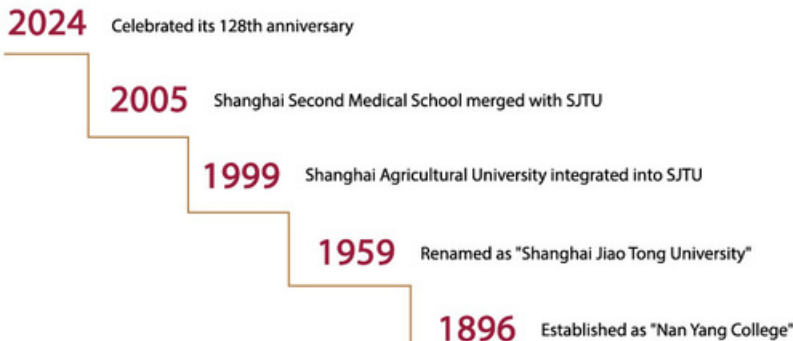 2024 Celebrated its 128th anniversary
2005 Shanghai Second Medical School merged with SJTU
1999 Shanghai Agricultural University integrated into SJTU
1959 Renamed as "Shanghai Jiao Tong University"
1896 Established as "Nan Yang College"